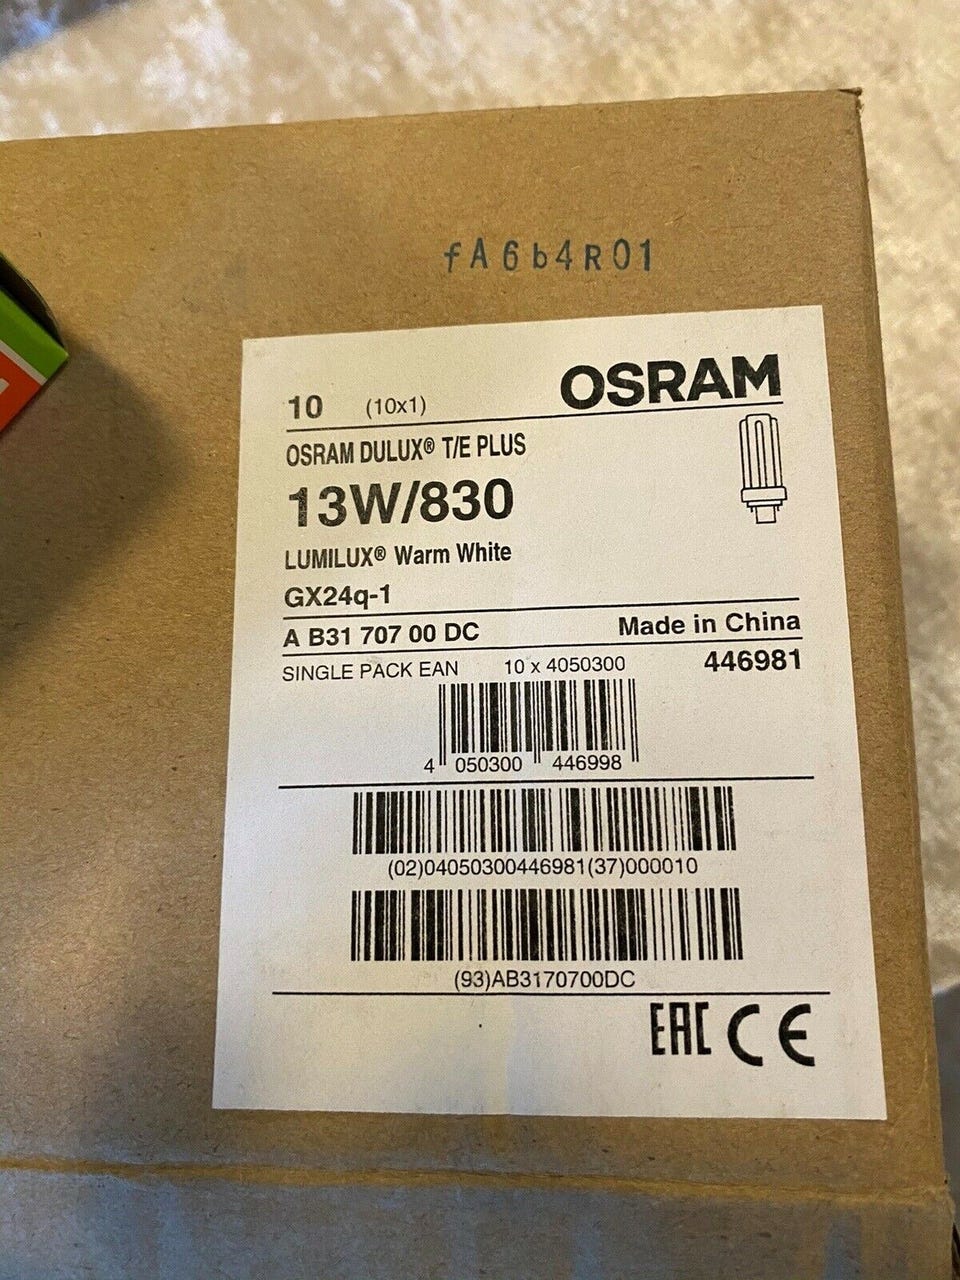 fA6b4R01
10 (10x1) OSRAM
OSRAM DULUX® T/E PLUS
13W/830
LUMILUX® Warm White
GX24q-1
A B31 707 00 DC Made in China
SINGLE PACK EAN 10 x 4050300 446981
4 050300 446998
(02)04050300446981(37)000010
(93)AB3170700DC
EAC CE